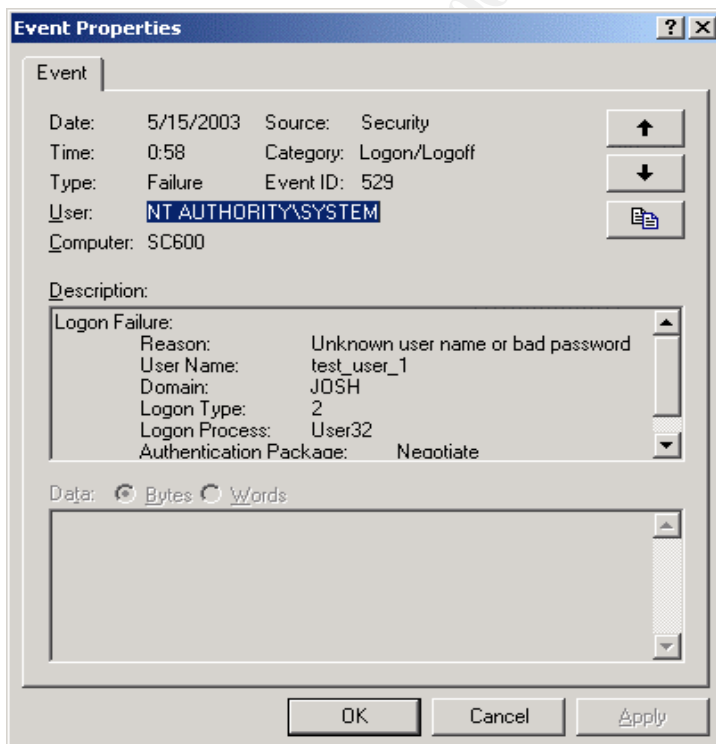 Event Properties
Event
Date: 5/15/2003 Source: Security
Time: 0:58 Category: Logon/Logoff
Type: Failure Event ID: 529
User: NT AUTHORITY\SYSTEM
Computer: SC600
Description:
Logon Failure:
Reason: Unknown user name or bad password
User Name: test_user_1
Domain: JOSH
Logon Type: 2
Logon Process: User32
Authentication Package: Negotiate
Data: Bytes Words
OK Cancel Apply